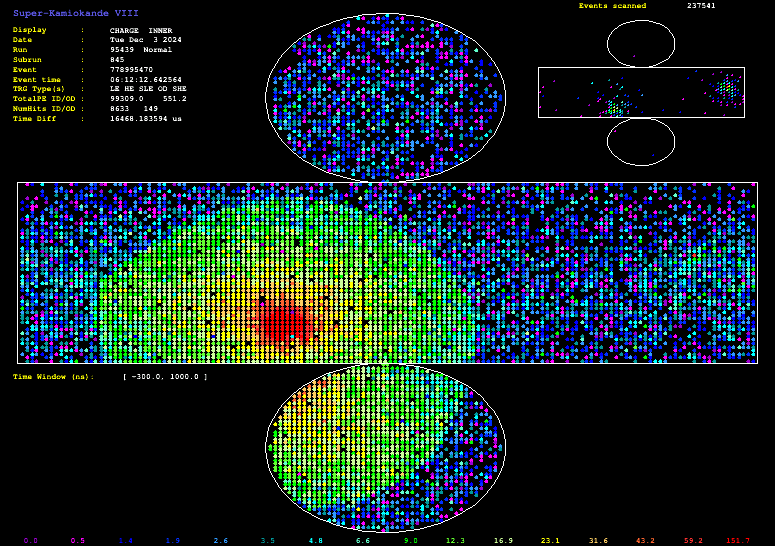 Super-Kamiokande VIII
Events scanned 237541
Display : CHARGE INNER
Date : Tue Dec 3 2024
Run : 95439 Normal
Subrun : 845
Event : 778995470
Event time : 06:12:12.642564
TRG Type(s) : LE HE SLE OD SHE
TotalPE ID/OD : 99309.0 551.2
NumHits ID/OD : 8633 149
Time Diff : 16468.183594 us
Time Window (ns): [ -300.0, 1000.0 ]
0.0 0.5 1.9 2.6 3.5 4.8 6.6 9.0 12.3 16.9 23.1 31.6 43.2 59.2 151.7